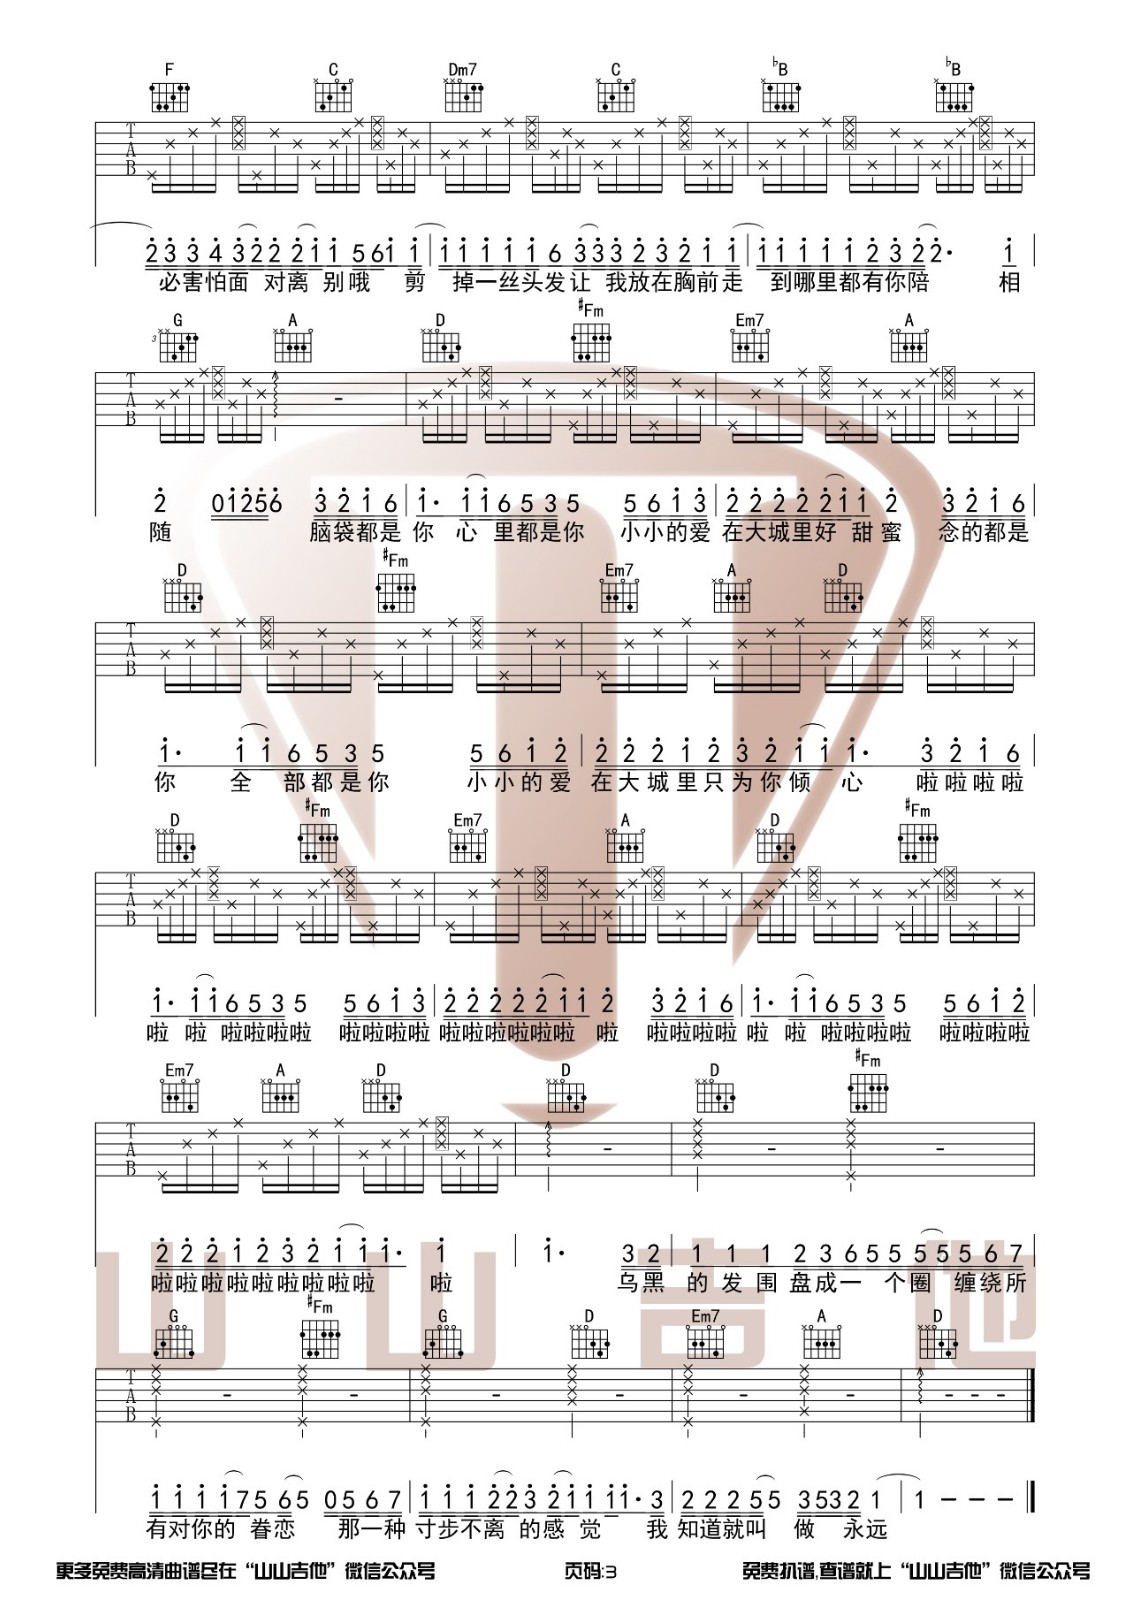 F C Dm7 C ♭B ♭B
T A B
2 3 3 4 3 2 2 2 1 1 5 6 1 1 1 1 1 1 1 6 3 3 3 2 3 2 1 1 1 1 1 1 1 2 3 2 2· 1
必害怕面 对离 别哦 剪 掉一丝头发让 我放在胸前走 到哪里都有你陪 相
G A D #Fm Em7 A
3
T A B
2 0 1 2 5 6 3 2 1 6 1· 1 1 6 5 3 5 5 6 1 3 2 2 2 2 2 1 1 2 3 2 1 6
随 脑袋都是 你 心 里都是你 小小的爱 在大城里好 甜蜜 念的都是
D #Fm Em7 A D
T A B
1· 1 1 6 5 3 5 5 6 1 2 2 2 2 1 2 3 2 1 1 1· 3 2 1 6
你 全 部都是你 小小的爱 在大城里只为你倾 心 啦啦啦啦
D #Fm Em7 A D #Fm
T A B
1· 1 1 6 5 3 5 5 6 1 3 2 2 2 2 2 1 1 2 3 2 1 6 1· 1 1 6 5 3 5 5 6 1 2
啦 啦 啦啦啦啦 啦啦啦啦 啦啦啦啦啦啦 啦 啦啦啦啦 啦 啦 啦啦啦啦 啦啦啦啦
Em7 A D D D #Fm
T A B
2 2 2 1 2 3 2 1 1 1· 1 1· 3 2 1 1 1 2 3 6 5 5 5 5 5 6 7
啦啦啦啦啦啦啦啦啦 啦 乌黑 的 发 围 盘成一 个圈 缠绕所
G #Fm G D Em7 A D
T A B
1 1 1 1 7 5 6 5 0 5 6 7 1 1 1 2 2 3 2 1 1 1 1· 3 2 2 2 5 5 3 5 3 2 1 1 – – –
有对你的 眷恋 那一种 寸步不离 的感 觉 我 知道就叫 做 永远
山山吉他
更多免费高清曲谱尽在“山山吉他”微信公众号 页码:3 免费扒谱,查谱就上“山山吉他”微信公众号